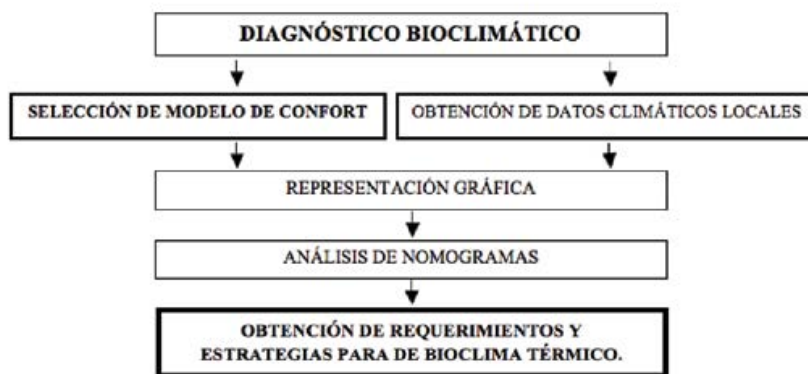 DIAGNÓSTICO BIOCLIMÁTICO
SELECCIÓN DE MODELO DE CONFORT
OBTENCIÓN DE DATOS CLIMÁTICOS LOCALES
REPRESENTACIÓN GRÁFICA
ANÁLISIS DE NOMOGRAMAS
OBTENCIÓN DE REQUERIMIENTOS Y
ESTRATEGIAS PARA DE BIOCLIMA TÉRMICO.